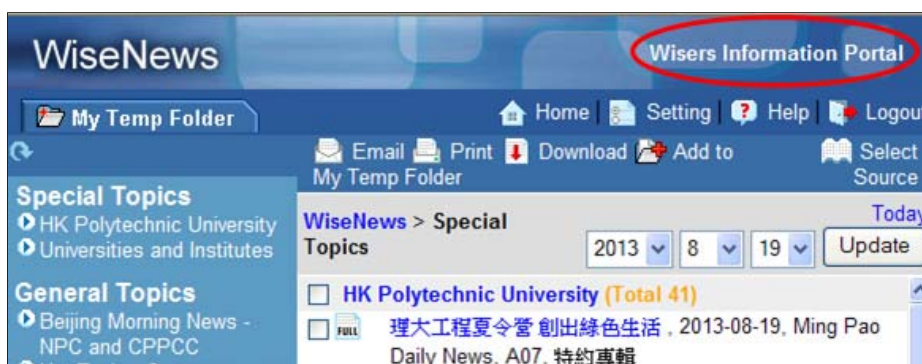 WiseNews
Wisers Information Portal
My Temp Folder
Home
Setting
Help
Logout
Email
Print
Download
Add to
My Temp Folder
Select
Source
Special Topics
HK Polytechnic University
Universities and Institutes
General Topics
Beijing Morning News -
NPC and CPPCC
WiseNews > Special
Topics
Today
2013
8
19
Update
HK Polytechnic University (Total 41)
FULL
理大工程夏令營 創出綠色生活 , 2013-08-19, Ming Pao
Daily News, A07, 特約專輯